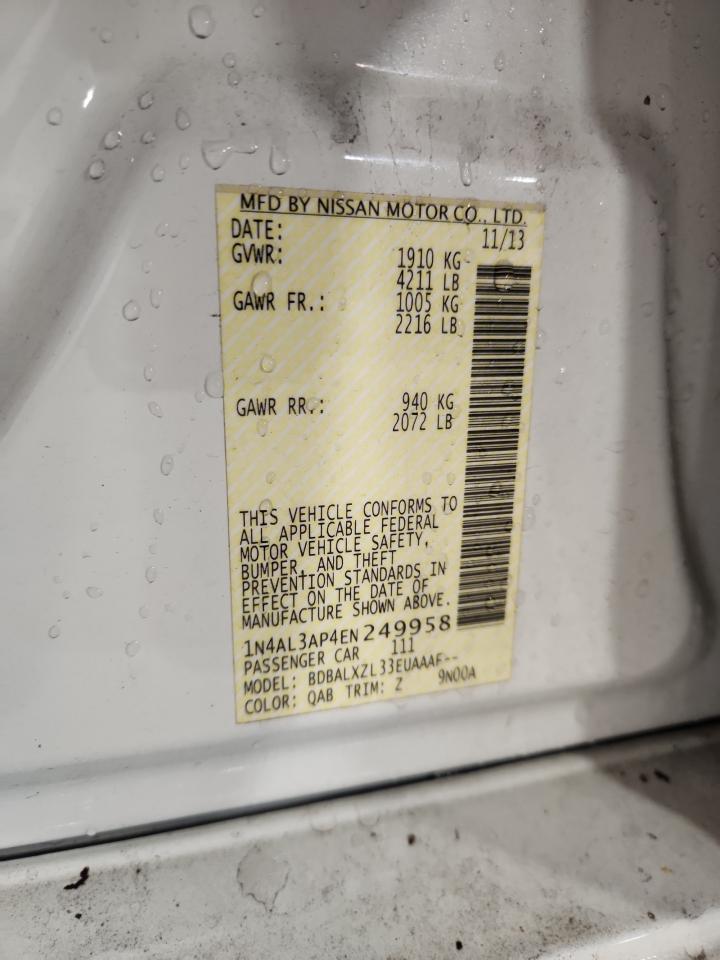 MFD BY NISSAN MOTOR CO., LTD.
DATE: 11/13
GVWR: 1910 KG
4211 LB
GAWR FR.: 1005 KG
2216 LB
GAWR RR.: 940 KG
2072 LB
THIS VEHICLE CONFORMS TO
ALL APPLICABLE FEDERAL
MOTOR VEHICLE SAFETY,
BUMPER, AND THEFT
PREVENTION STANDARDS IN
EFFECT ON THE DATE OF
MANUFACTURE SHOWN ABOVE.
1N4AL3AP4EN249958
PASSENGER CAR 111
MODEL: BDBALXZL33EUAAAF--
COLOR: QAB TRIM: Z 9N00A